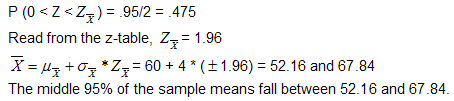 P (0 < Z < Z_X̄) = .95/2 = .475
Read from the z-table, Z_X̄ = 1.96
X̄ = μ_X̄ + σ_X̄ * Z_X̄ = 60 + 4 * (± 1.96) = 52.16 and 67.84
The middle 95% of the sample means fall between 52.16 and 67.84.